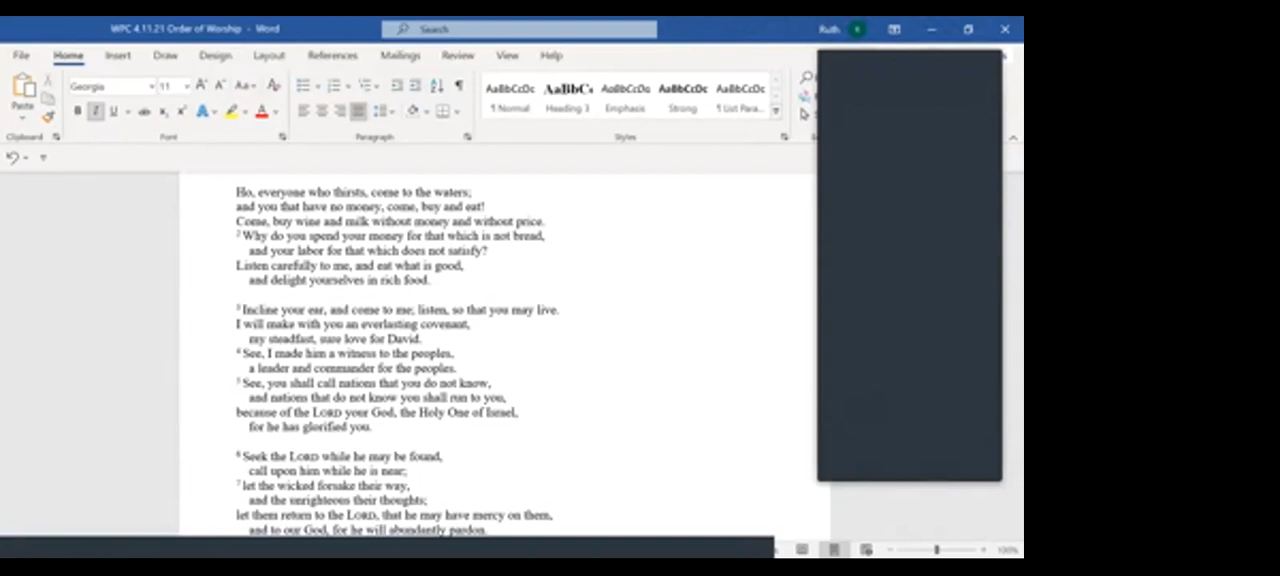 WPC 4.11.21 Order of Worship - Word
Search
Ruth
File Home Insert Draw Design Layout References Mailings Review View Help
Georgia 11
Paste
AaBbCcDc AaBbC AaBbCcDc AaBbCcDc AaBbCcDc
¶ Normal Heading 3 Emphasis Strong ¶ List Para...
Clipboard Font Paragraph Styles
Ho, everyone who thirsts, come to the waters;
and you that have no money, come, buy and eat!
Come, buy wine and milk without money and without price.
2 Why do you spend your money for that which is not bread,
and your labor for that which does not satisfy?
Listen carefully to me, and eat what is good,
and delight yourselves in rich food.
3 Incline your ear, and come to me; listen, so that you may live.
I will make with you an everlasting covenant,
my steadfast, sure love for David.
4 See, I made him a witness to the peoples,
a leader and commander for the peoples.
5 See, you shall call nations that you do not know,
and nations that do not know you shall run to you,
because of the LORD your God, the Holy One of Israel,
for he has glorified you.
6 Seek the LORD while he may be found,
call upon him while he is near;
7 let the wicked forsake their way,
and the unrighteous their thoughts;
let them return to the LORD, that he may have mercy on them,
and to our God, for he will abundantly pardon.
100%